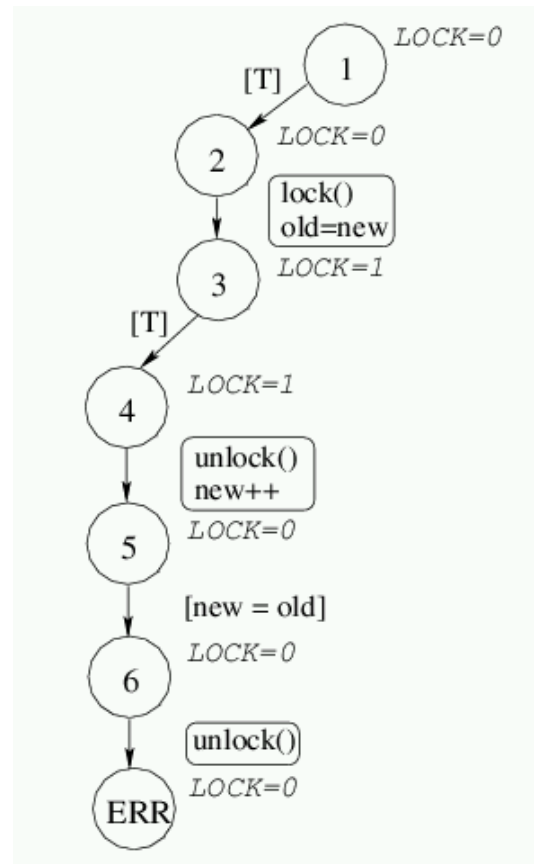 LOCK=0
1
[T]
LOCK=0
2
lock()
old=new
LOCK=1
3
[T]
LOCK=1
4
unlock()
new++
LOCK=0
5
[new = old]
LOCK=0
6
unlock()
LOCK=0
ERR